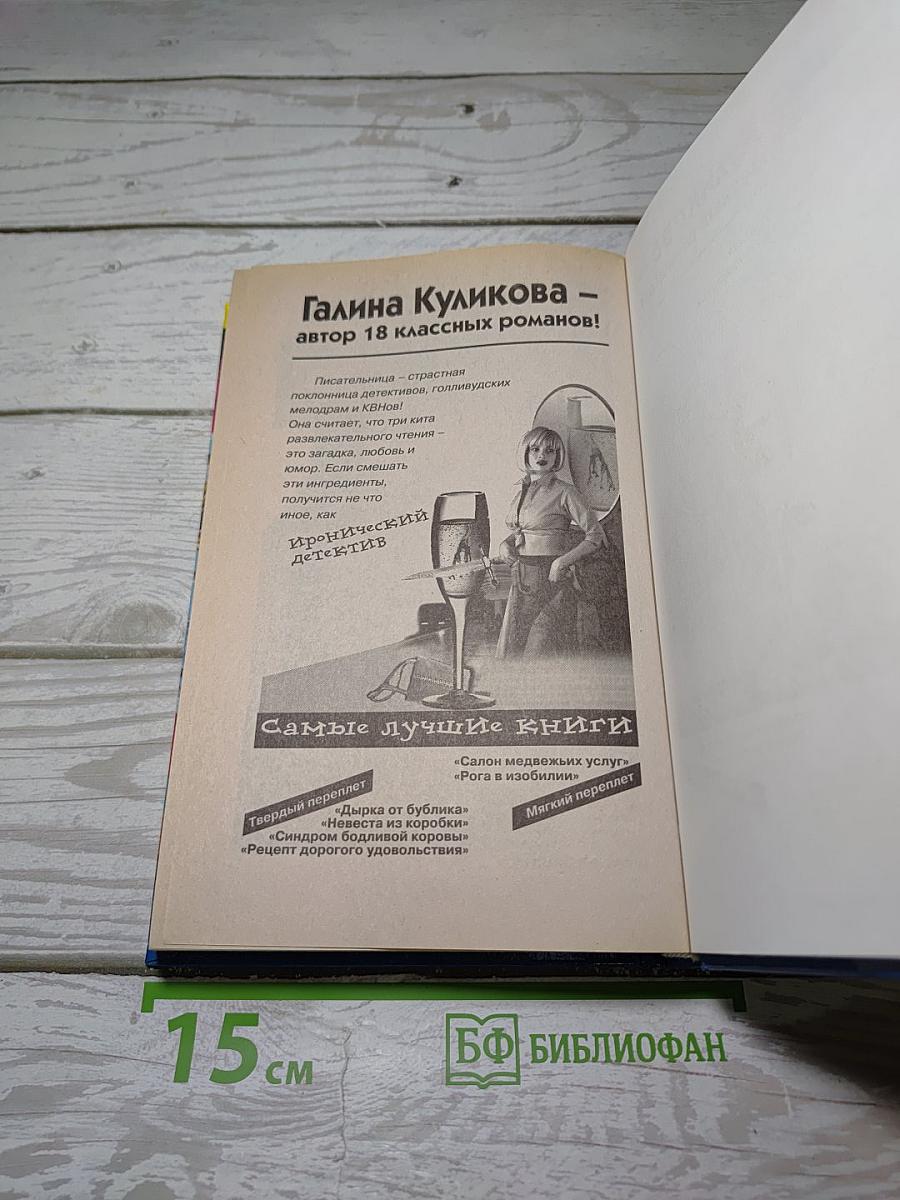 Галина Куликова –
автор 18 классных романов!
Писательница – страстная
поклонница детективов, голливудских
мелодрам и КВНов!
Она считает, что три кита
развлекательного чтения –
это загадка, любовь и
юмор. Если смешать
эти ингредиенты,
получится не что
иное, как
иронический
детектив
Самые лучшие книги
«Салон медвежьих услуг»
«Рога в изобилии»
Мягкий переплет
Твердый переплет
«Дырка от бублика»
«Невеста из коробки»
«Синдром бодливой коровы»
«Рецепт дорогого удовольствия»
15 см
БФ БИБЛИОФАН